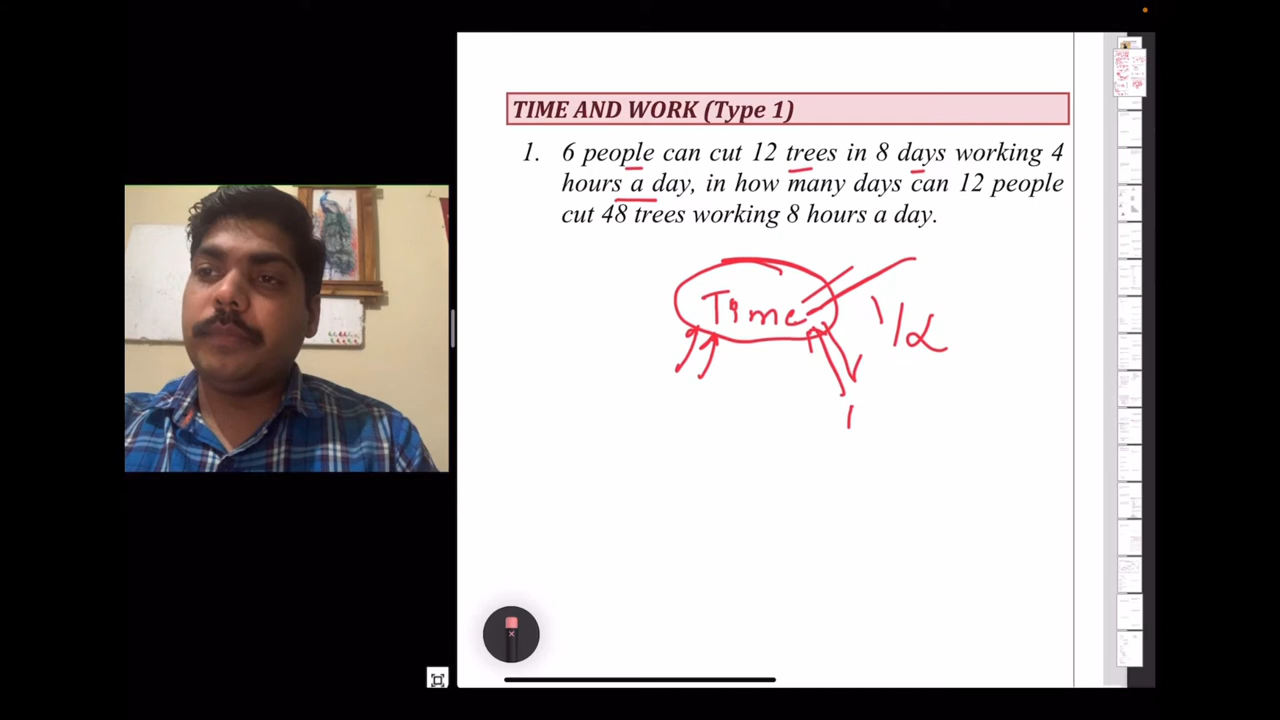 TIME AND WORK (Type 1)
1. 6 people can cut 12 trees in 8 days working 4
hours a day, in how many days can 12 people
cut 48 trees working 8 hours a day.
Time